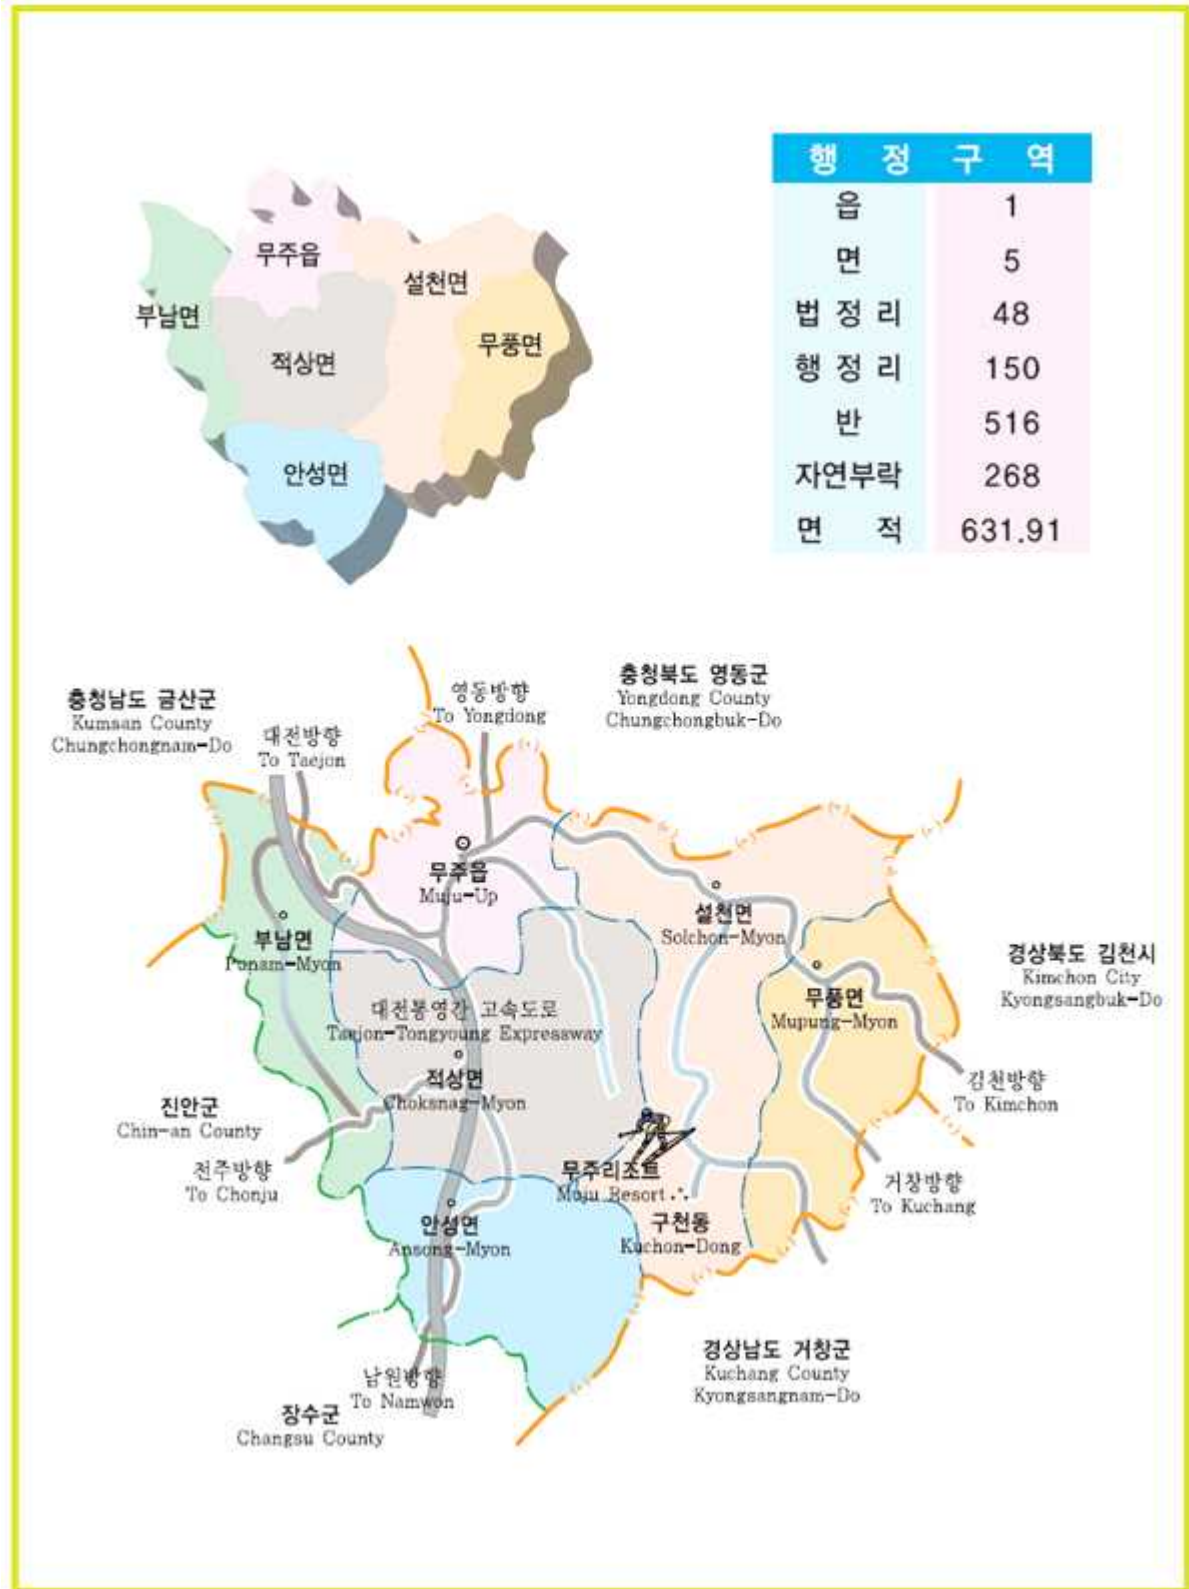 행 정 구 역
읍 1
면 5
법 정 리 48
행 정 리 150
반 516
자연부락 268
면 적 631.91
무주읍
설천면
부남면
무풍면
적상면
안성면
충청남도 금산군
Kumsan County
Chungchongnam-Do
대전방향
To Taejon
영동방향
To Yongdong
충청북도 영동군
Yongdong County
Chungchongbuk-Do
무주읍
Muju-Up
설천면
Solchon-Myon
부남면
Punam-Myon
무풍면
Mupung-Myon
경상북도 김천시
Kimchon City
Kyongsangbuk-Do
대전통영간 고속도로
Taejon-Tongyoung Expressway
적상면
Choksnag-Myon
김천방향
To Kimchon
진안군
Chin-an County
전주방향
To Chonju
무주리조트
Moju Resort
거창방향
To Kuchang
안성면
Ansong-Myon
구천동
Kuchon-Dong
경상남도 거창군
Kuchang County
Kyongsangnam-Do
남원방향
To Namwon
장수군
Changsu County